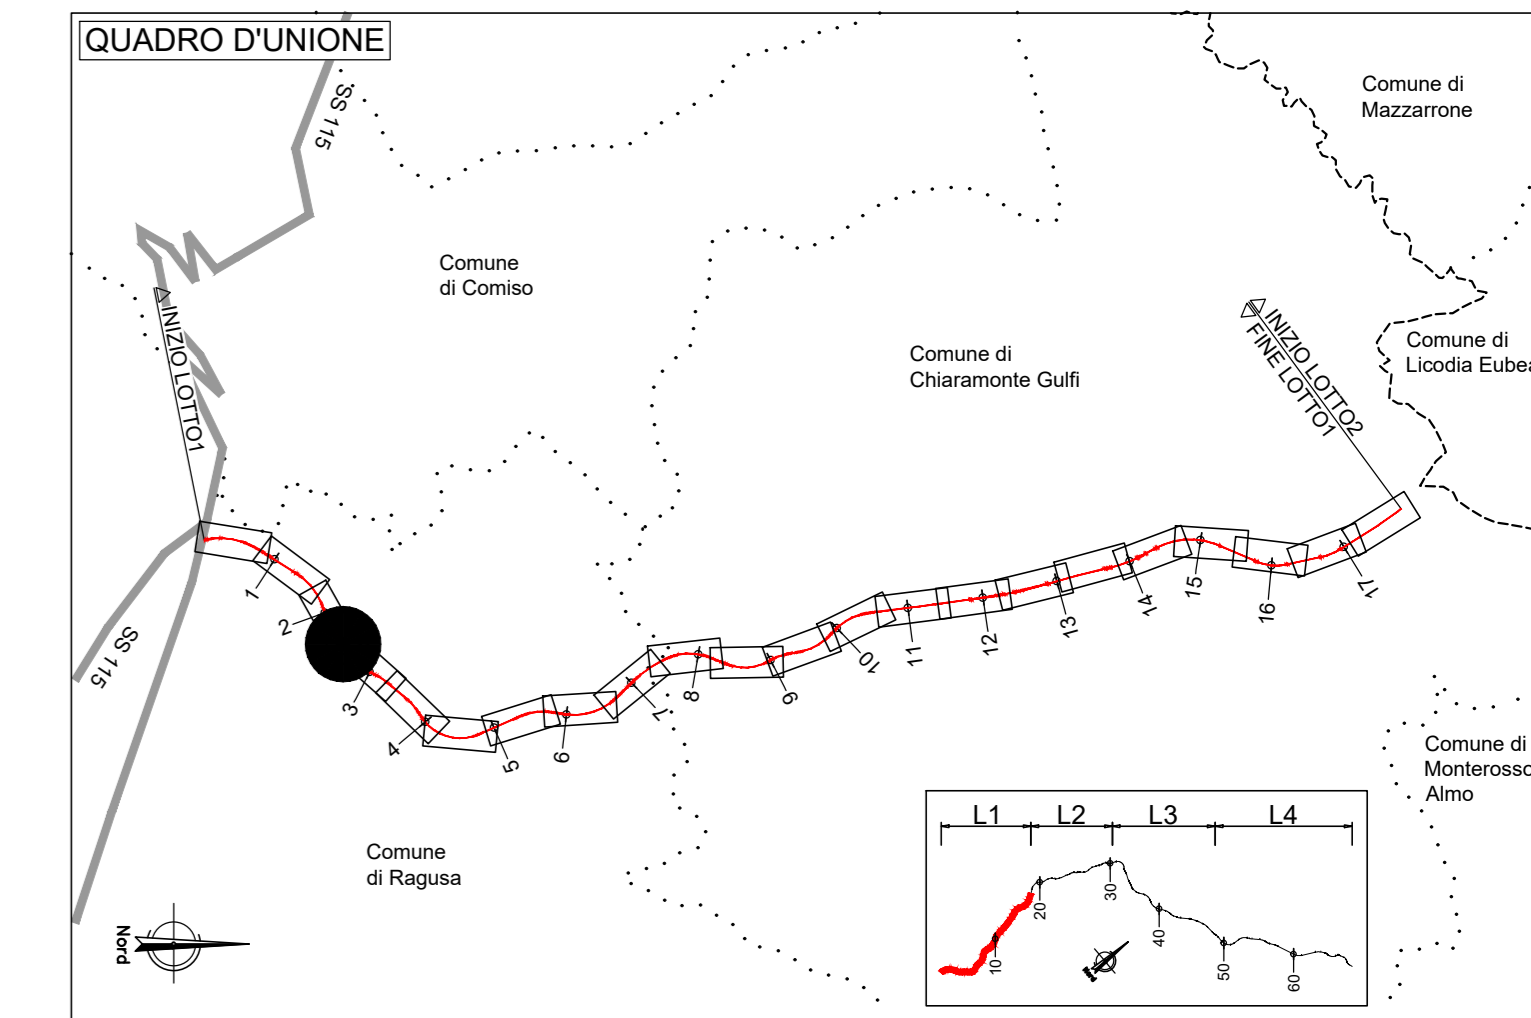 QUADRO D'UNIONE
SS 115
Comune di
Mazzarrone
Comune
di Comiso
INIZIO LOTTO1
Comune di
Chiaramonte Gulfi
INIZIO LOTTO2
FINE LOTTO1
Comune di
Licodia Eubea
1
2
3
4
5
6
7
8
9
10
11
12
13
14
15
16
17
SS 115
Comune di
Monterosso
Almo
Comune
di Ragusa
Nord
L1 L2 L3 L4
10
20
30
40
50
60